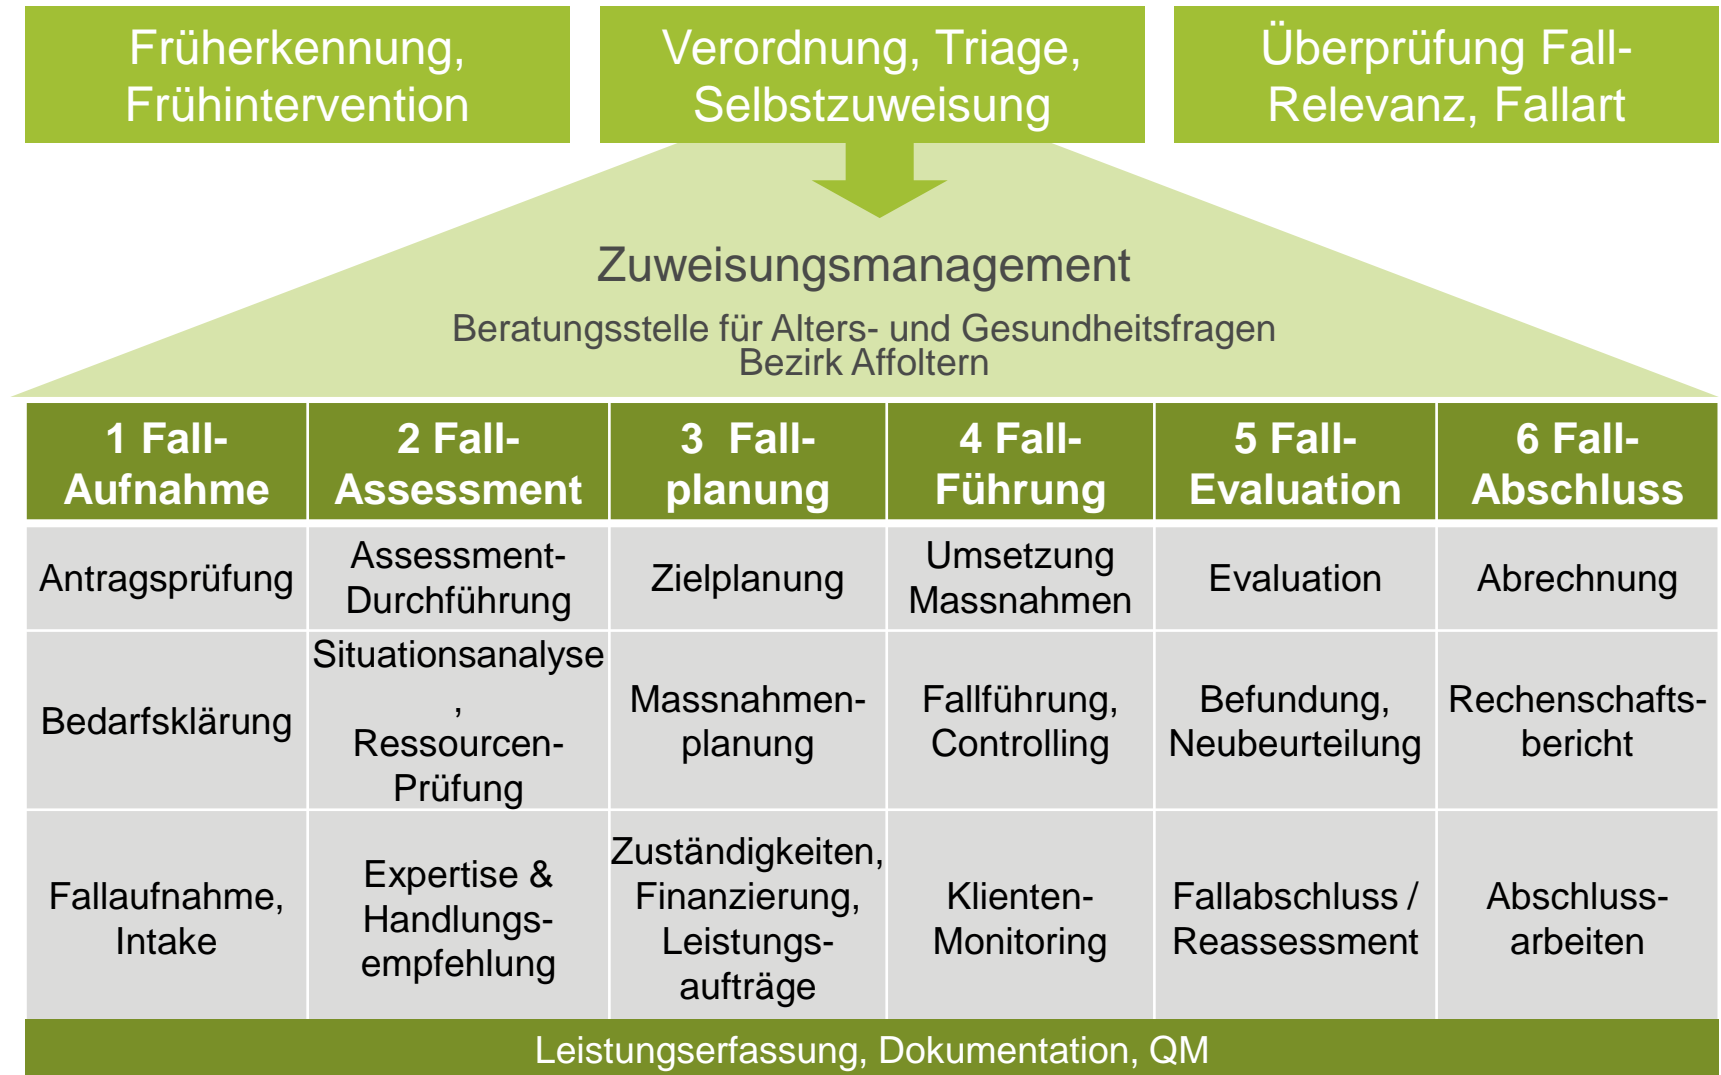 Früherkennung,
Frühintervention
Verordnung, Triage,
Selbstzuweisung
Überprüfung Fall-
Relevanz, Fallart
Zuweisungsmanagement
Beratungsstelle für Alters- und Gesundheitsfragen
Bezirk Affoltern
1 Fall-
Aufnahme
2 Fall-
Assessment
3 Fall-
planung
4 Fall-
Führung
5 Fall-
Evaluation
6 Fall-
Abschluss
Antragsprüfung
Assessment-
Durchführung
Zielplanung
Umsetzung
Massnahmen
Evaluation
Abrechnung
Bedarfsklärung
Situationsanalyse
,
Ressourcen-
Prüfung
Massnahmen-
planung
Fallführung,
Controlling
Befundung,
Neubeurteilung
Rechenschafts-
bericht
Fallaufnahme,
Intake
Expertise &
Handlungs-
empfehlung
Zuständigkeiten,
Finanzierung,
Leistungs-
aufträge
Klienten-
Monitoring
Fallabschluss /
Reassessment
Abschluss-
arbeiten
Leistungserfassung, Dokumentation, QM